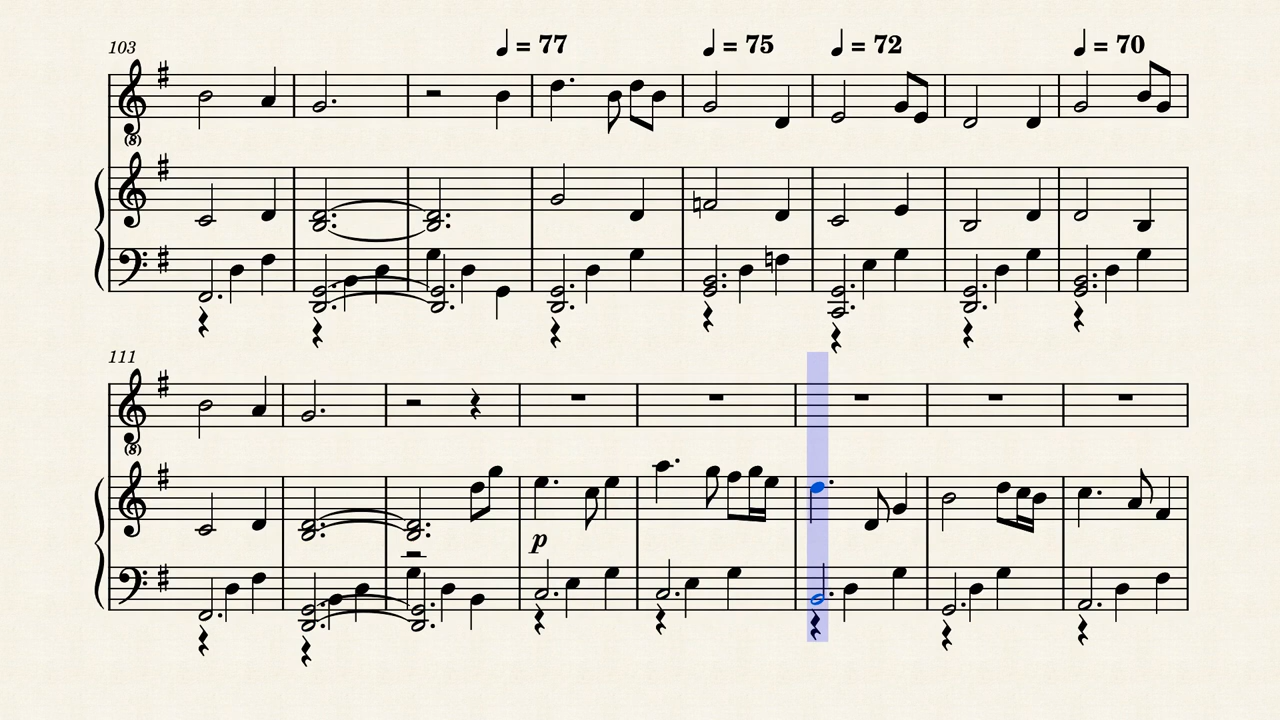 103
♩ = 77 ♩ = 75 ♩ = 72 ♩ = 70
(8)
111
(8)
p